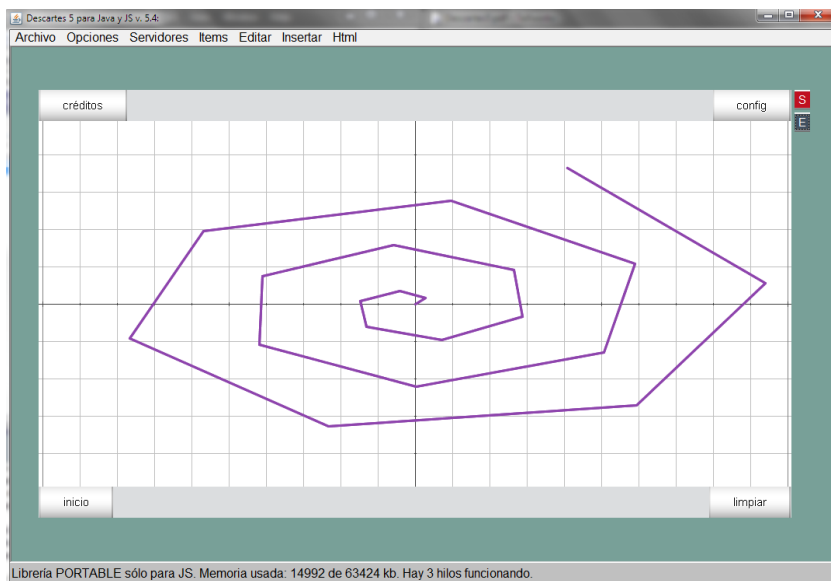 Descartes 5 para Java y JS v. 5.4:
Archivo Opciones Servidores Items Editar Insertar Html
créditos
config
S
E
inicio
limpiar
Librería PORTABLE sólo para JS. Memoria usada: 14992 de 63424 kb. Hay 3 hilos funcionando.